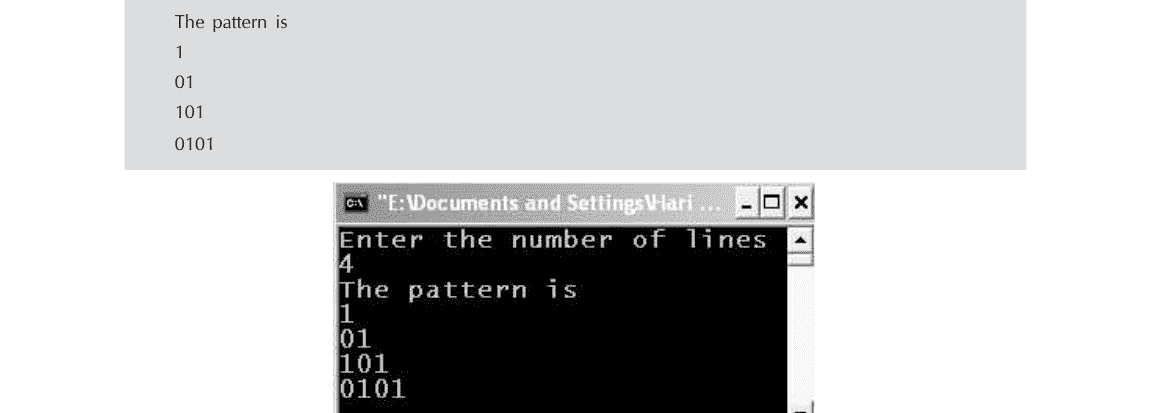 The pattern is
1
01
101
0101
"E:\Documents and Settings\Hari ...
Enter the number of lines
4
The pattern is
1
01
101
0101